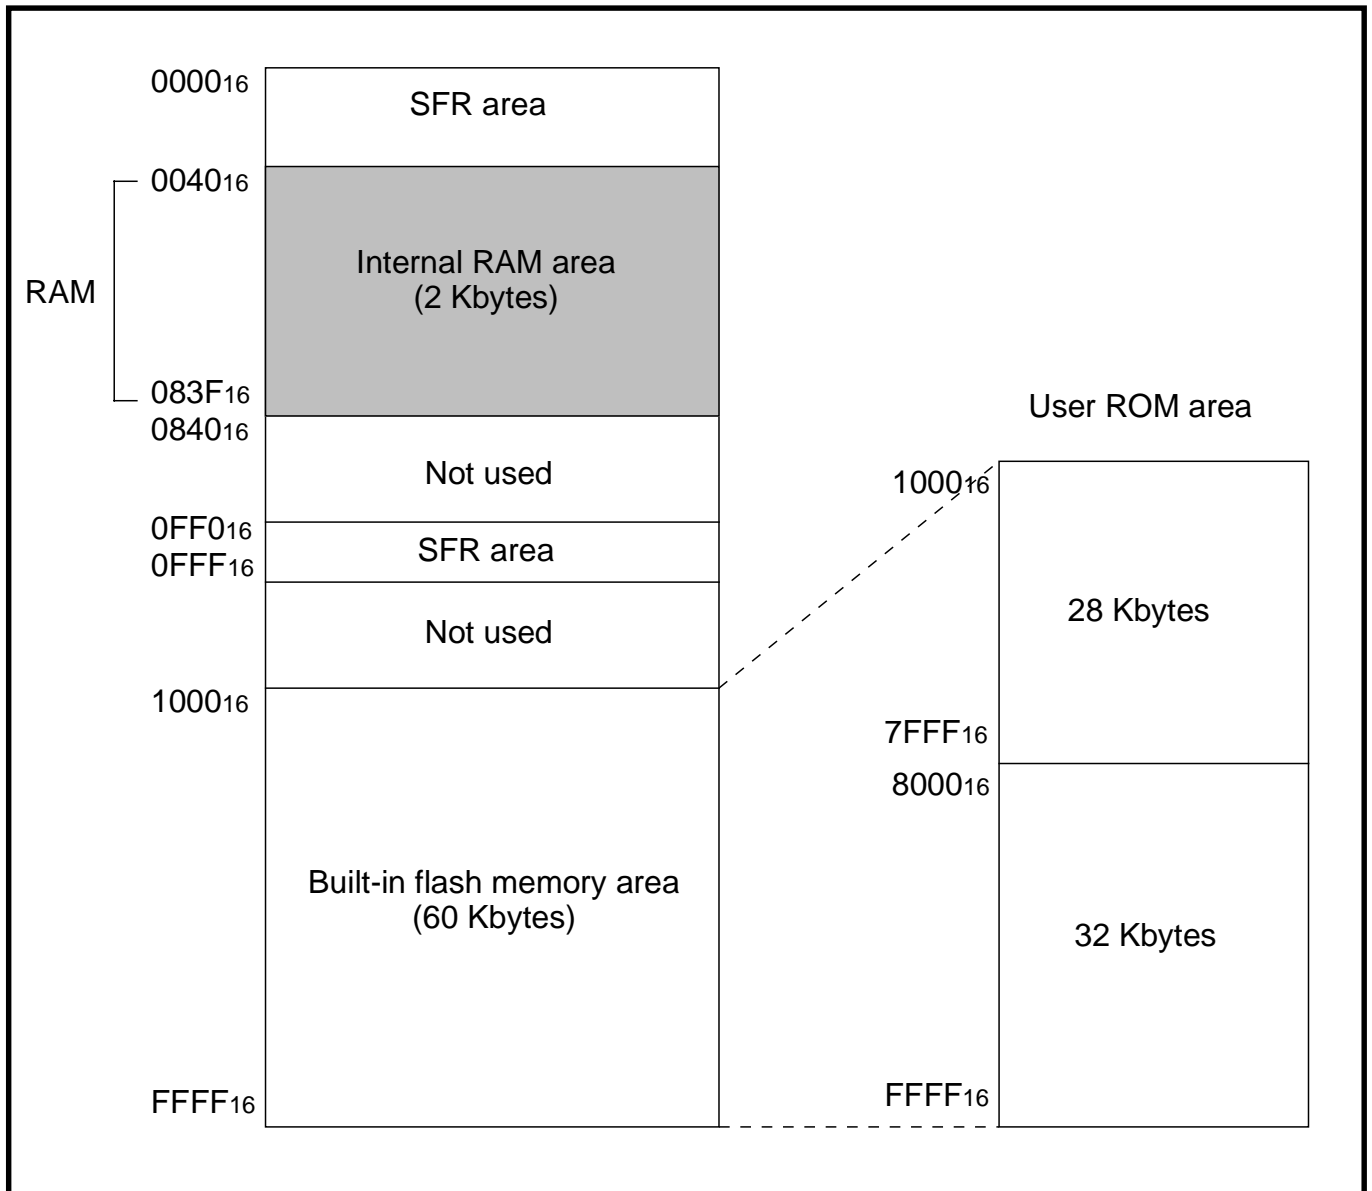 000016
SFR area
004016
Internal RAM area
(2 Kbytes)
RAM
083F16
084016
Not used
0FF016
SFR area
0FFF16
Not used
100016
Built-in flash memory area
(60 Kbytes)
FFFF16
User ROM area
100016
28 Kbytes
7FFF16
800016
32 Kbytes
FFFF16